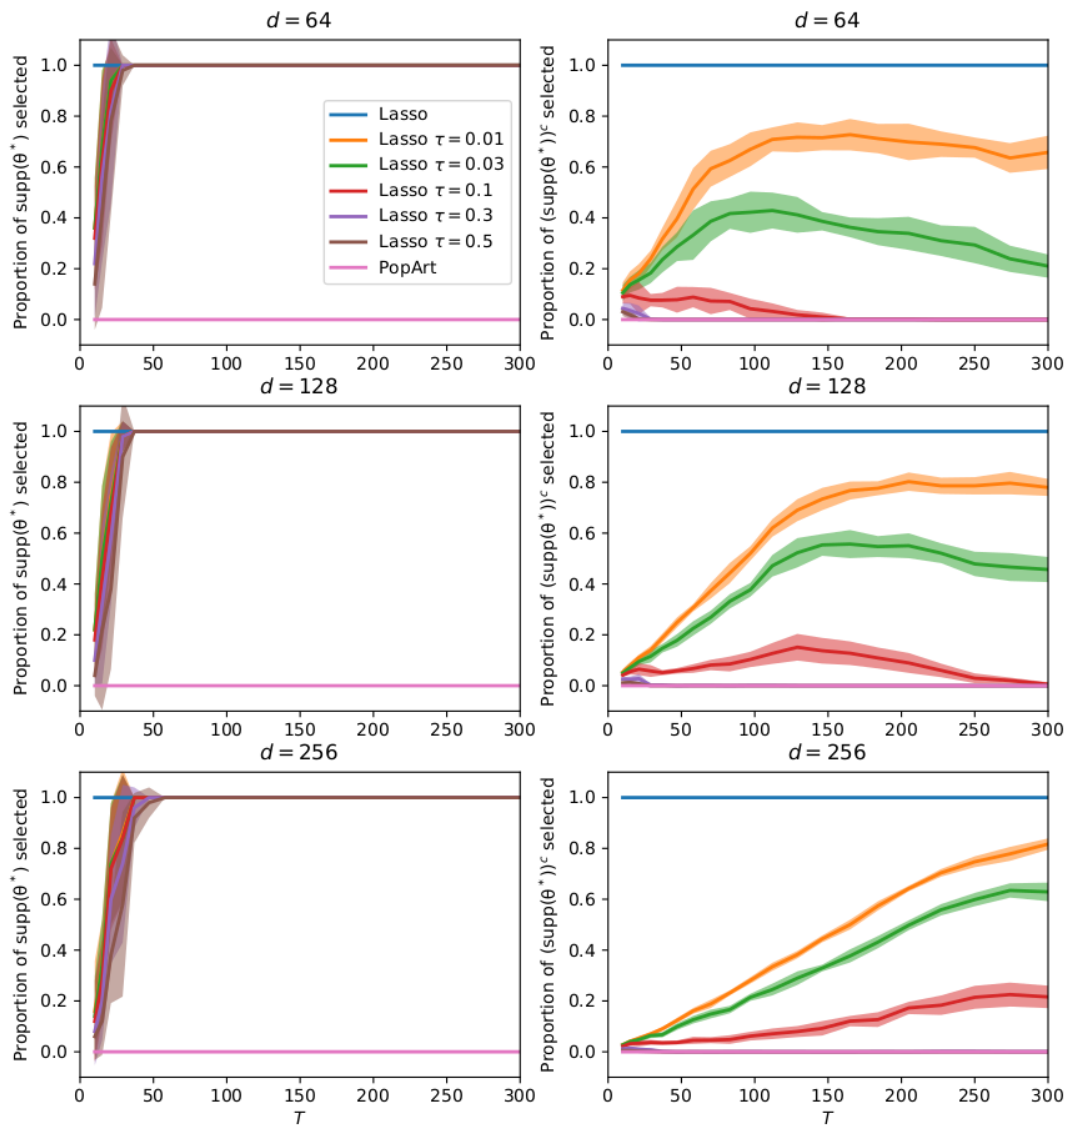 d = 64
d = 64
Proportion of supp(θ*) selected
1.0
0.8
0.6
0.4
0.2
0.0
Lasso
Lasso τ = 0.01
Lasso τ = 0.03
Lasso τ = 0.1
Lasso τ = 0.3
Lasso τ = 0.5
PopArt
0 50 100 150 200 250 300
Proportion of (supp(θ*))ᶜ selected
1.0
0.8
0.6
0.4
0.2
0.0
0 50 100 150 200 250 300
d = 128
d = 128
Proportion of supp(θ*) selected
1.0
0.8
0.6
0.4
0.2
0.0
0 50 100 150 200 250 300
Proportion of (supp(θ*))ᶜ selected
1.0
0.8
0.6
0.4
0.2
0.0
0 50 100 150 200 250 300
d = 256
d = 256
Proportion of supp(θ*) selected
1.0
0.8
0.6
0.4
0.2
0.0
0 50 100 150 200 250 300
T
Proportion of (supp(θ*))ᶜ selected
1.0
0.8
0.6
0.4
0.2
0.0
0 50 100 150 200 250 300
T